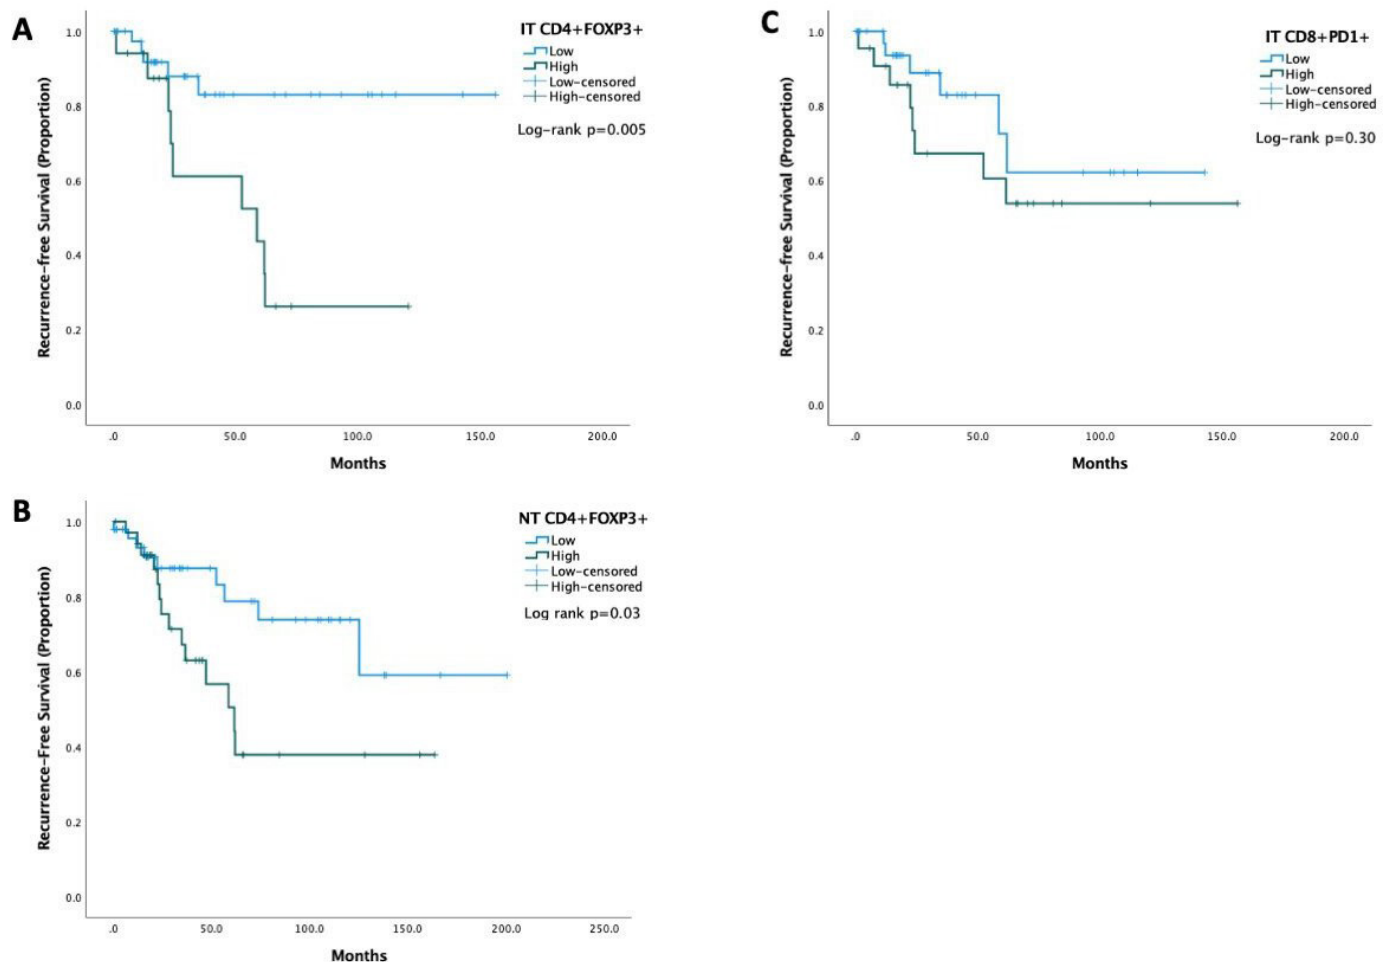 A
IT CD4+FOXP3+
Low
High
Low-censored
High-censored
Log-rank p=0.005
Recurrence-free Survival (Proportion)
1.0
0.8
0.6
0.4
0.2
0.0
.0 50.0 100.0 150.0 200.0
Months
C
IT CD8+PD1+
Low
High
Low-censored
High-censored
Log-rank p=0.30
Recurrence-free Survival (Proportion)
1.0
0.8
0.6
0.4
0.2
0.0
.0 50.0 100.0 150.0 200.0
Months
B
NT CD4+FOXP3+
Low
High
Low-censored
High-censored
Log rank p=0.03
Recurrence-Free Survival (Proportion)
1.0
0.8
0.6
0.4
0.2
0.0
.0 50.0 100.0 150.0 200.0 250.0
Months